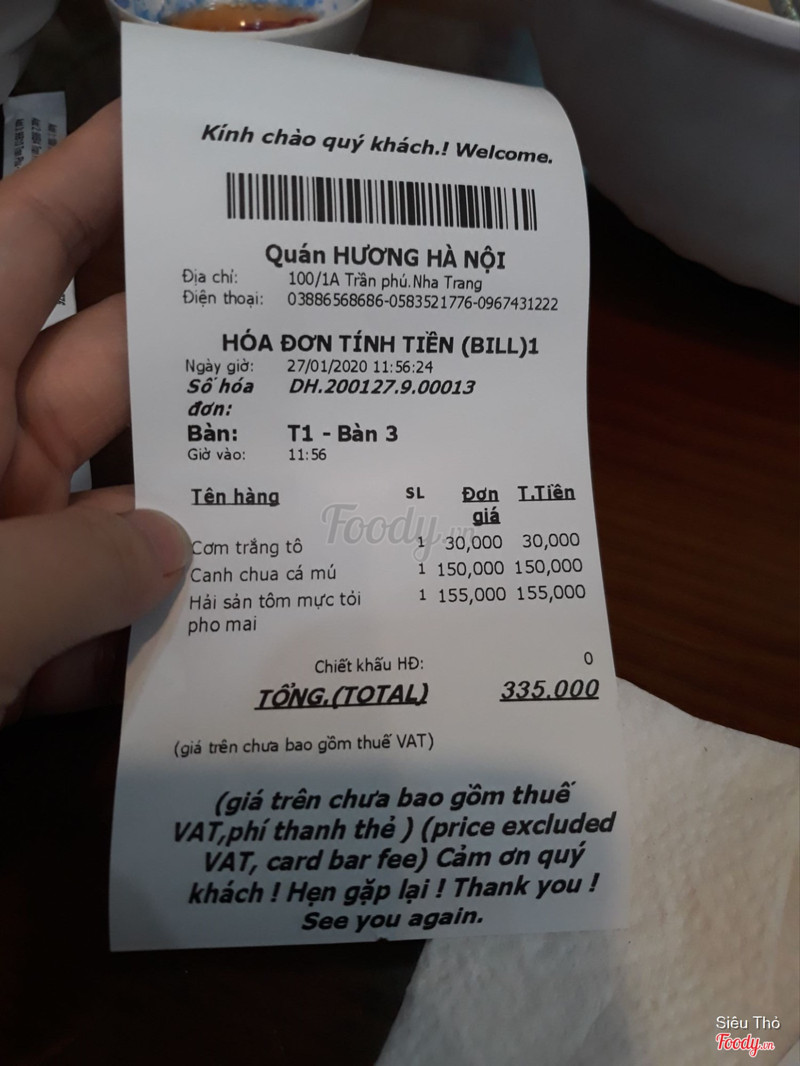 Kính chào quý khách.! Welcome.
Quán HƯƠNG HÀ NỘI
Địa chỉ: 100/1A Trần phú.Nha Trang
Điện thoại: 03886568686-0583521776-0967431222
HÓA ĐƠN TÍNH TIỀN (BILL)1
Ngày giờ: 27/01/2020 11:56:24
Số hóa đơn: DH.200127.9.00013
Bàn: T1 - Bàn 3
Giờ vào: 11:56
Tên hàng SL Đơn giá T.Tiền
Cơm trắng tô 1 30,000 30,000
Canh chua cá mú 1 150,000 150,000
Hải sản tôm mực tỏi 1 155,000 155,000
pho mai
Chiết khấu HĐ: 0
TỔNG.(TOTAL) 335.000
(giá trên chưa bao gồm thuế VAT)
(giá trên chưa bao gồm thuế
VAT,phí thanh thẻ ) (price excluded
VAT, card bar fee) Cảm ơn quý
khách ! Hẹn gặp lại ! Thank you !
See you again.
Foody.vn
Siêu Thỏ
Foody.vn